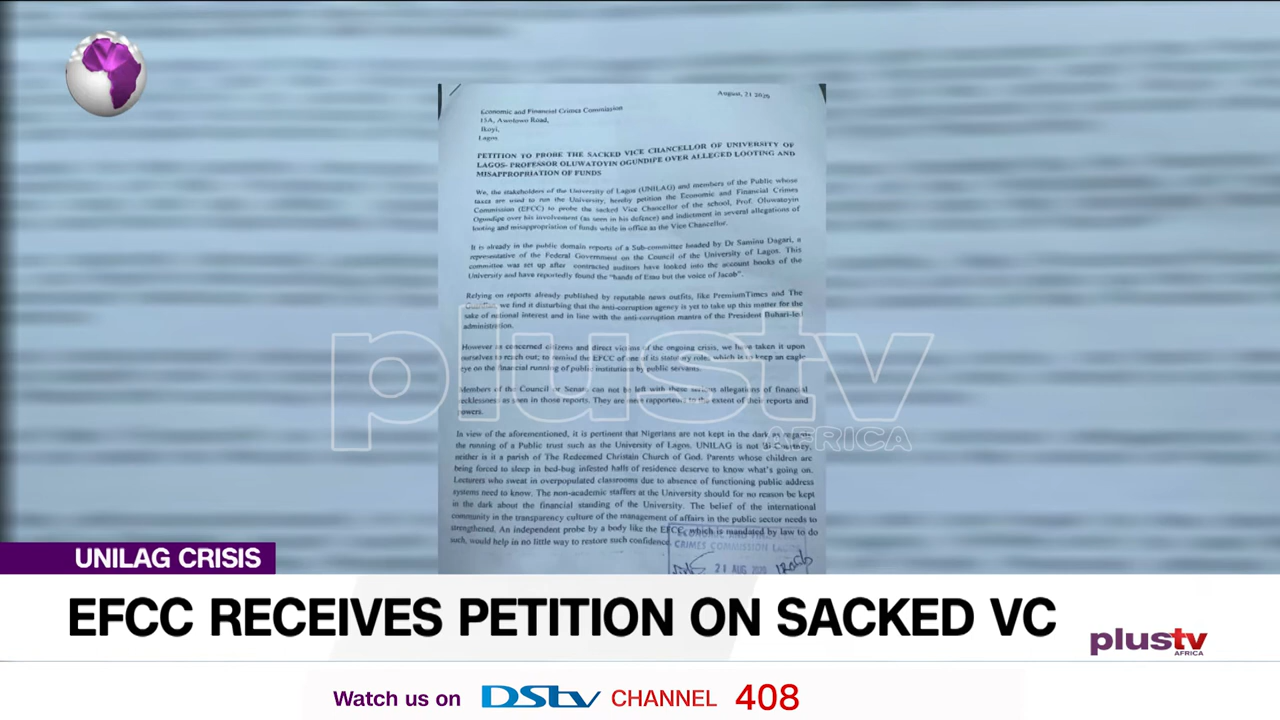 August, 21 2020
Economic and Financial Crimes Commission
15A, Awolowo Road,
Ikoyi,
Lagos
PETITION TO PROBE THE SACKED VICE CHANCELLOR OF UNIVERSITY OF
LAGOS- PROFESSOR OLUWATOYIN OGUNDIPE OVER ALLEGED LOOTING AND
MISAPPROPRIATION OF FUNDS
We, the stakeholders of the University of Lagos (UNILAG) and members of the Public whose
taxes are used to run the University; hereby petition the Economic and Financial Crimes
Commission (EFCC) to probe the sacked Vice Chancellor of the school, Prof. Oluwatoyin
Ogundipe over his involvement (as seen in his defence) and indictment in several allegations of
looting and misappropriation of funds while in office as the Vice Chancellor.
It is already in the public domain reports of a Sub-committee headed by Dr Saminu Dagari, a
representative of the Federal Government on the Council of the University of Lagos. This
committee was set up after contracted auditors have looked into the account books of the
University and have reportedly found the "hands of Esau but the voice of Jacob".
Relying on reports already published by reputable news outfits, like PremiumTimes and The
Guardian, we find it disturbing that the anti-corruption agency is yet to take up this matter for the
sake of national interest and in line with the anti-corruption mantra of the President Buhari-led
administration.
However as concerned citizens and direct victims of the ongoing crisis, we have taken it upon
ourselves to reach out; to remind the EFCC of one of its statutory role, which is to keep an eagle
eye on the financial running of public institutions by public servants.
Members of the Council or Senate can not be left with these serious allegations of financial
recklessness as seen in those reports. They are mere rapporteurs to the extent of their reports and
powers.
In view of the aforementioned, it is pertinent that Nigerians are not kept in the dark as regards
the running of a Public trust such as the University of Lagos. UNILAG is not 'di Courtney,
neither is it a parish of The Redeemed Christain Church of God. Parents whose children are
being forced to sleep in bed-bug infested halls of residence deserve to know what's going on.
Lecturers who sweat in overpopulated classrooms due to absence of functioning public address
systems need to know. The non-academic staffers at the University should for no reason be kept
in the dark about the financial standing of the University. The belief of the international
community in the transparency culture of the management of affairs in the public sector needs to
strengthened. An independent probe by a body like the EFCC, which is mandated by law to do
such, would help in no little way to restore such confidence.
CRIMES COMMISSION LAGOS
21 AUG 2020
plustv
AFRICA
UNILAG CRISIS
EFCC RECEIVES PETITION ON SACKED VC
plustv
AFRICA
Watch us on DStv CHANNEL 408